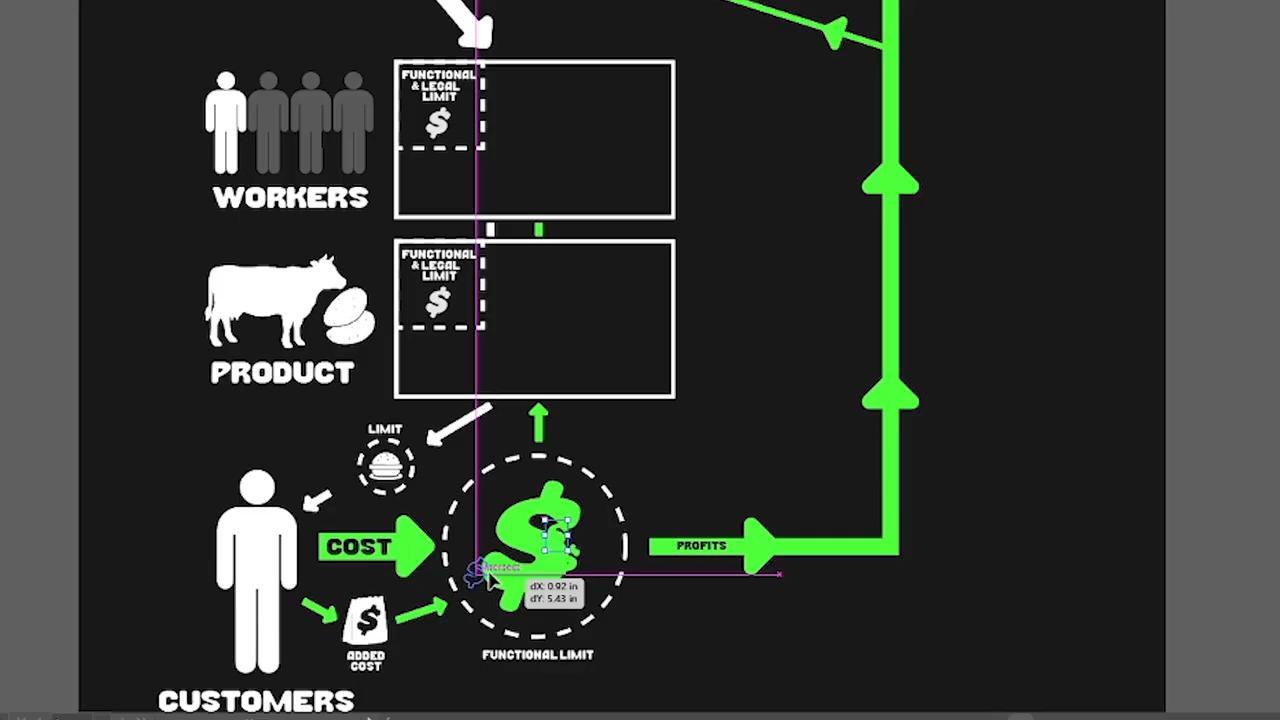 FUNCTIONAL
& LEGAL
LIMIT
$
WORKERS
FUNCTIONAL
& LEGAL
LIMIT
$
PRODUCT
LIMIT
$
COST
PROFITS
dX: 0.92 in
dY: 5.43 in
$
ADDED
COST
FUNCTIONAL LIMIT
CUSTOMERS